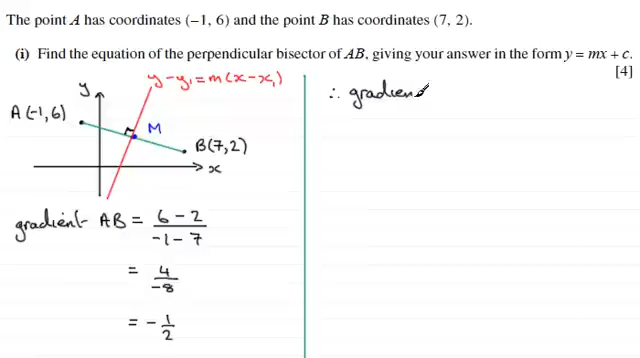 The point A has coordinates (−1, 6) and the point B has coordinates (7, 2).
(i) Find the equation of the perpendicular bisector of AB, giving your answer in the form y = mx + c.
[4]
y − y₁ = m(x − x₁)
y
A (-1, 6)
M
B (7, 2)
x
gradient AB = 6 − 2 / −1 − 7
= 4 / −8
= − 1 / 2
∴ gradien